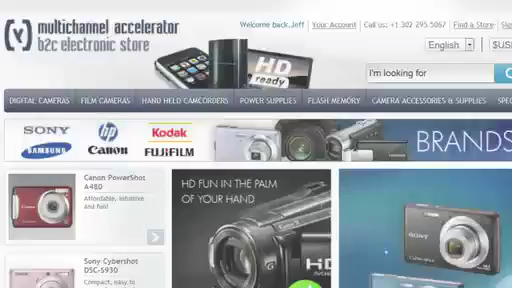 multichannel accelerator
b2c electronic store
Welcome back, Jeff | Your Account | Call us: +1 302 295 5067 | Find a Store
English
$US
HD
ready
I'm looking for
DIGITAL CAMERAS FILM CAMERAS HAND HELD CAMCORDERS POWER SUPPLIES FLASH MEMORY CAMERA ACCESSORIES & SUPPLIES
SONY hp Kodak
SAMSUNG Canon FUJIFILM
BRANDS
Canon PowerShot
A480
Affordable, intuitive
and fun!
HD FUN IN THE PALM
OF YOUR HAND
SONY
HD
Sony Cybershot
DSC-S930
Compact, easy to